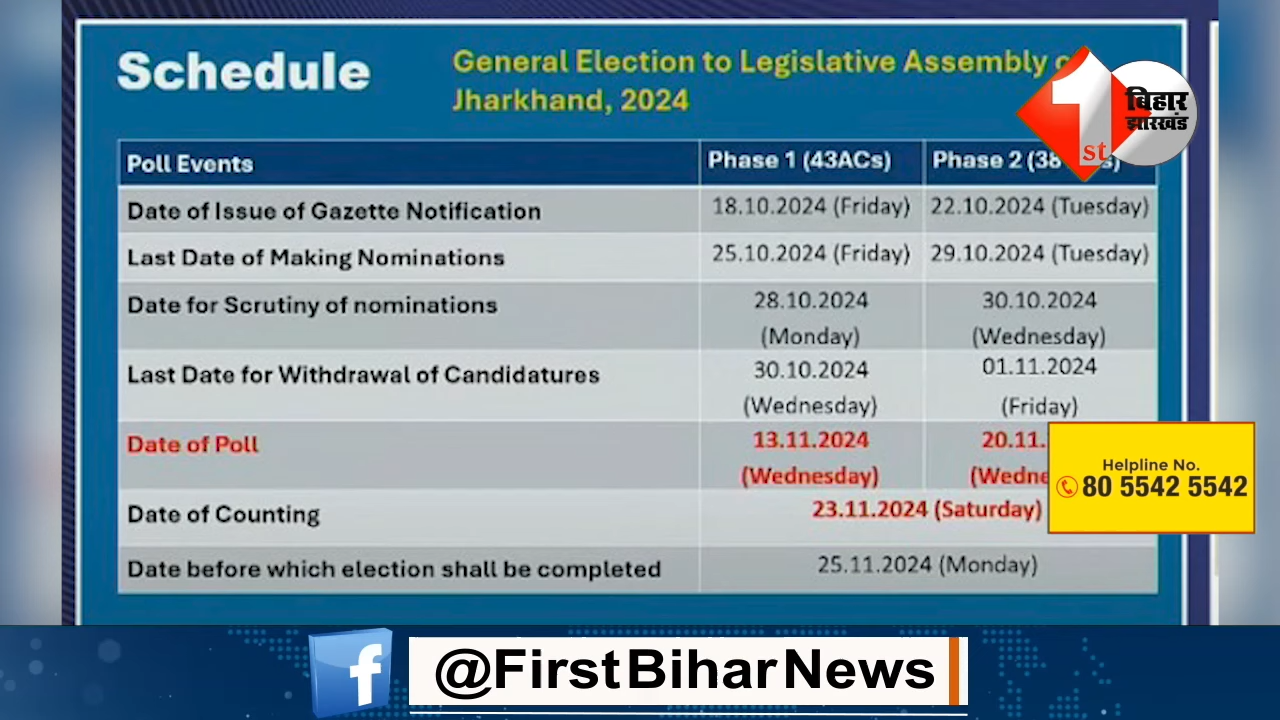 Schedule
General Election to Legislative Assembly
Jharkhand, 2024
1st
बिहार
झारखंड
Poll Events Phase 1 (43ACs) Phase 2 (38
Date of Issue of Gazette Notification 18.10.2024 (Friday) 22.10.2024 (Tuesday)
Last Date of Making Nominations 25.10.2024 (Friday) 29.10.2024 (Tuesday)
Date for Scrutiny of nominations 28.10.2024 (Monday) 30.10.2024 (Wednesday)
Last Date for Withdrawal of Candidatures 30.10.2024 (Wednesday) 01.11.2024 (Friday)
Date of Poll 13.11.2024 (Wednesday) 20.11.
Helpline No.
80 5542 5542
Date of Counting 23.11.2024 (Saturday)
Date before which election shall be completed 25.11.2024 (Monday)
f @FirstBiharNews